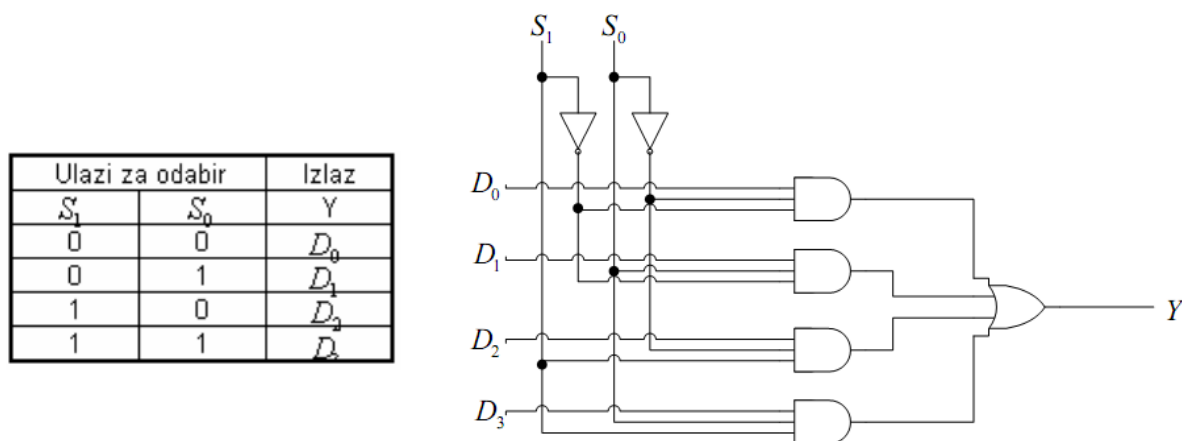 Ulazi za odabir Izlaz
S₁ S₀ Y
0 0 D₀
0 1 D₁
1 0 D₂
1 1 D₃
S₁ S₀
D₀
D₁
D₂
D₃
Y